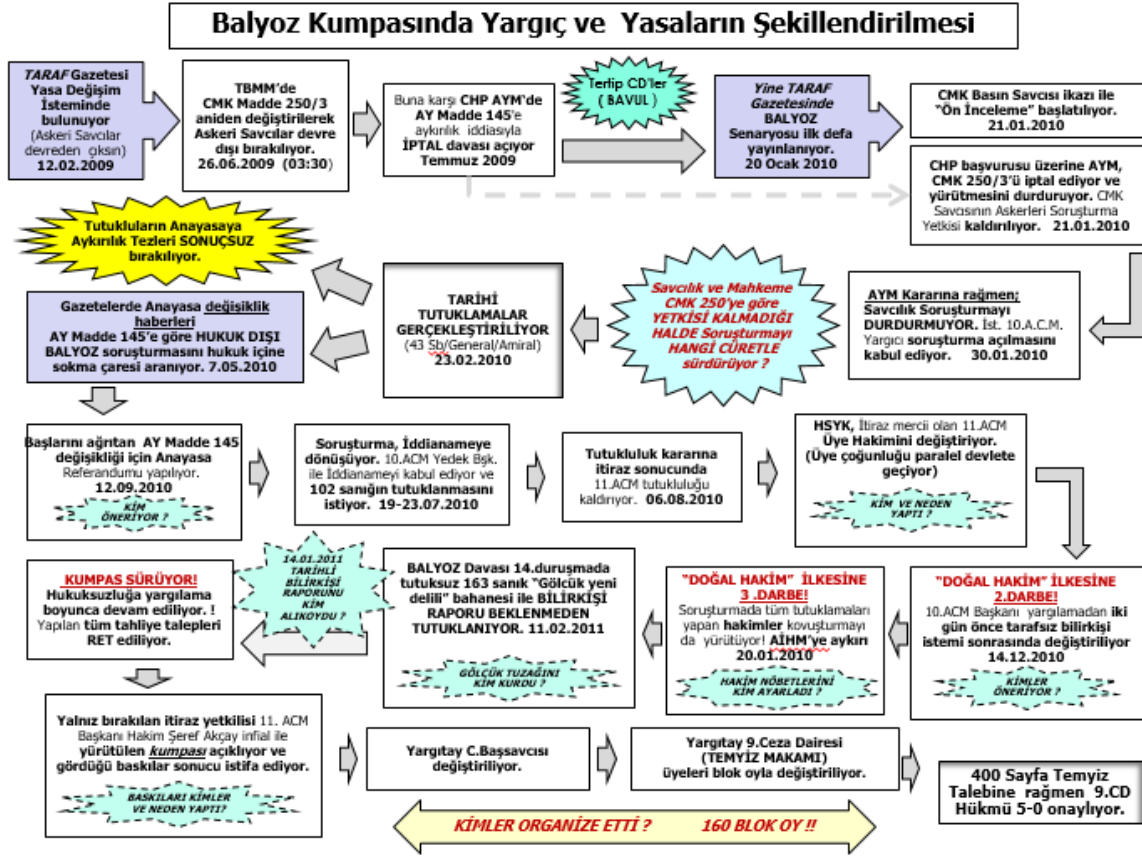 Balyoz Kumpasında Yargıç ve Yasaların Şekillendirilmesi
TARAF Gazetesi
Yasa Değişim
İsteminde
bulunuyor
(Askeri Savcılar
devreden çıksın)
12.02.2009
TBMM'de
CMK Madde 250/3
aniden değiştirilerek
Askeri Savcılar devre
dışı bırakılıyor.
26.06.2009 (03:30)
Buna karşı CHP AYM'de
AY Madde 145'e
aykırılık iddiasıyla
İPTAL davası açıyor
Temmuz 2009
Tertip CD'ler
( BAVUL )
Yine TARAF
Gazetesinde
BALYOZ
Senaryosu ilk defa
yayınlanıyor.
20 Ocak 2010
CMK Basın Savcısı ikazı ile
"Ön İnceleme" başlatılıyor.
21.01.2010
CHP başvurusu üzerine AYM,
CMK 250/3'ü iptal ediyor ve
yürütmesini durduruyor. CMK
Savcısının Askerleri Soruşturma
Yetkisi kaldırılıyor. 21.01.2010
Tutukluların Anayasaya
Aykırılık Tezleri SONUÇSUZ
bırakılıyor.
Gazetelerde Anayasa değişiklik
haberleri
AY Madde 145'e göre HUKUK DIŞI
BALYOZ soruşturmasını hukuk içine
sokma çaresi aranıyor. 7.05.2010
TARİHİ
TUTUKLAMALAR
GERÇEKLEŞTİRİLİYOR
(43 Sb/General/Amiral)
23.02.2010
Savcılık ve Mahkeme
CMK 250'ye göre
YETKİSİ KALMADIĞI
HALDE Soruşturmayı
HANGİ CÜRETLE
sürdürüyor ?
AYM Kararına rağmen;
Savcılık Soruşturmayı
DURDURMUYOR. İst. 10.A.C.M.
Yargıcı soruşturma açılmasını
kabul ediyor. 30.01.2010
Başlarını ağrıtan AY Madde 145
değişikliği için Anayasa
Referandumu yapılıyor.
12.09.2010
KİM
ÖNERİYOR ?
Soruşturma, İddianameye
dönüşüyor. 10.ACM Yedek Bşk.
ile İddianameyi kabul ediyor ve
102 sanığın tutuklanmasını
istiyor. 19-23.07.2010
Tutukluluk kararına
itiraz sonucunda
11.ACM tutukluluğu
kaldırıyor. 06.08.2010
HSYK, İtiraz mercii olan 11.ACM
Üye Hakimini değiştiriyor.
(Üye çoğunluğu paralel devlete
geçiyor)
KİM VE NEDEN
YAPTI ?
KUMPAS SÜRÜYOR!
Hukuksuzluğa yargılama
boyunca devam ediliyor. !
Yapılan tüm tahliye talepleri
RET ediliyor.
14.01.2011
TARİHLİ
BİLİRKİŞİ
RAPORUNU
KİM
ALIKOYDU ?
BALYOZ Davası 14.duruşmada
tutuksuz 163 sanık "Gölcük yeni
delili" bahanesi ile BİLİRKİŞİ
RAPORU BEKLENMEDEN
TUTUKLANIYOR. 11.02.2011
GÖLCÜK TUZAĞINI
KİM KURDU ?
"DOĞAL HAKİM" İLKESİNE
3 .DARBE!
Soruşturmada tüm tutuklamaları
yapan hakimler kovuşturmayı
da yürütüyor! AİHM'ye aykırı
20.01.2010
HAKİM NÖBETLERİNİ
KİM AYARLADI ?
"DOĞAL HAKİM" İLKESİNE
2.DARBE!
10.ACM Başkanı yargılamadan iki
gün önce tarafsız bilirkişi
istemi sonrasında değiştiriliyor
14.12.2010
KİMLER
ÖNERİYOR ?
Yalnız bırakılan itiraz yetkilisi 11. ACM
Başkanı Hakim Şeref Akçay infial ile
yürütülen kumpası açıklıyor ve
gördüğü baskılar sonucu istifa ediyor.
BASKILARI KİMLER
VE NEDEN YAPTI?
Yargıtay C.Başsavcısı
değiştiriliyor.
Yargıtay 9.Ceza Dairesi
(TEMYİZ MAKAMI)
üyeleri blok oyla değiştiriliyor.
400 Sayfa Temyiz
Talebine rağmen 9.CD
Hükmü 5-0 onaylıyor.
KİMLER ORGANİZE ETTİ ? 160 BLOK OY !!